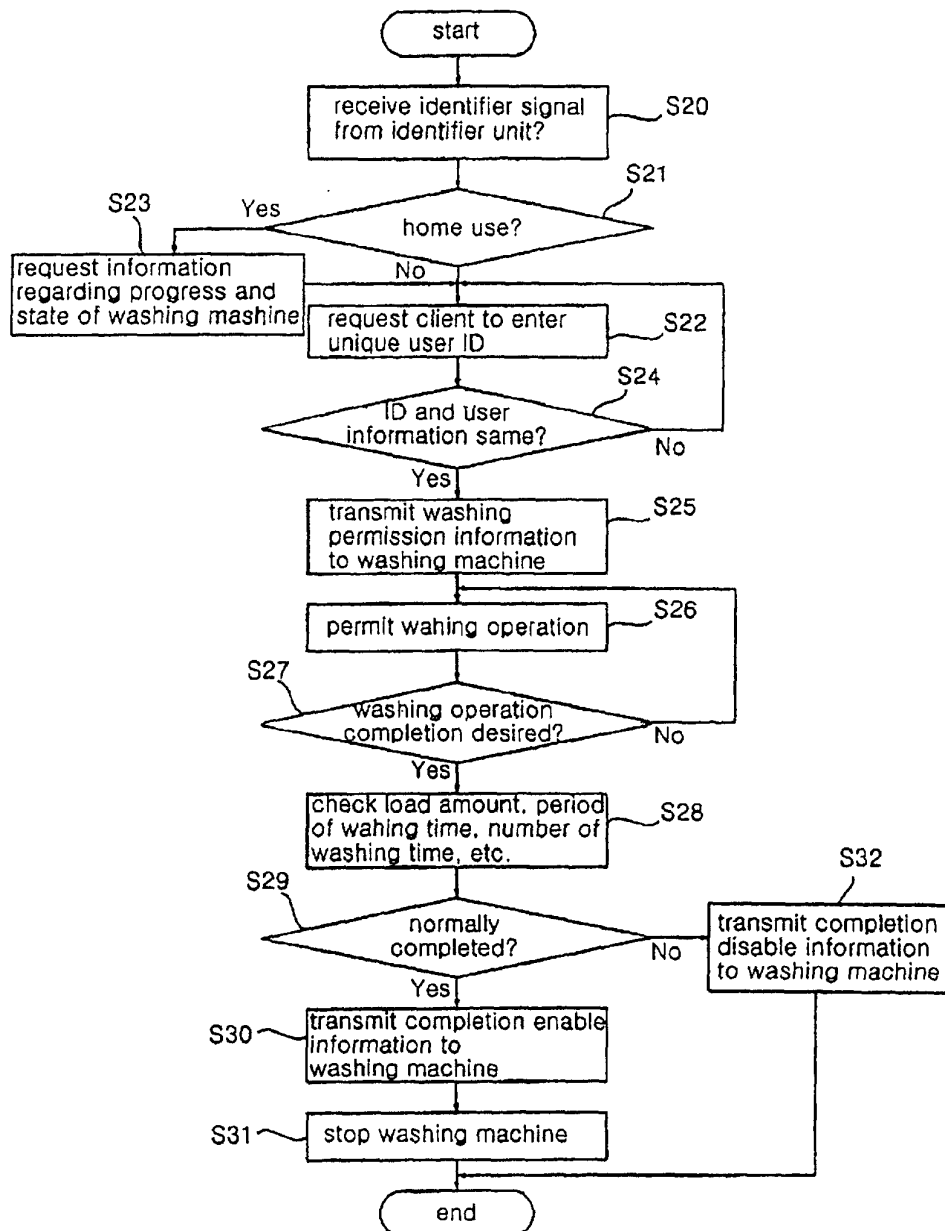 start
receive identifier signal
from identifier unit?
S20
S21
home use?
Yes
No
S23
request information
regarding progress and
state of washing mashine
request client to enter
unique user ID
S22
S24
ID and user
information same?
No
Yes
transmit washing
permission information
to washing machine
S25
permit wahing operation
S26
S27
washing operation
completion desired?
No
Yes
check load amount, period
of wahing time, number of
washing time, etc.
S28
S29
normally
completed?
No
Yes
S32
transmit completion
disable information
to washing machine
S30
transmit completion enable
information to
washing machine
S31
stop washing machine
end